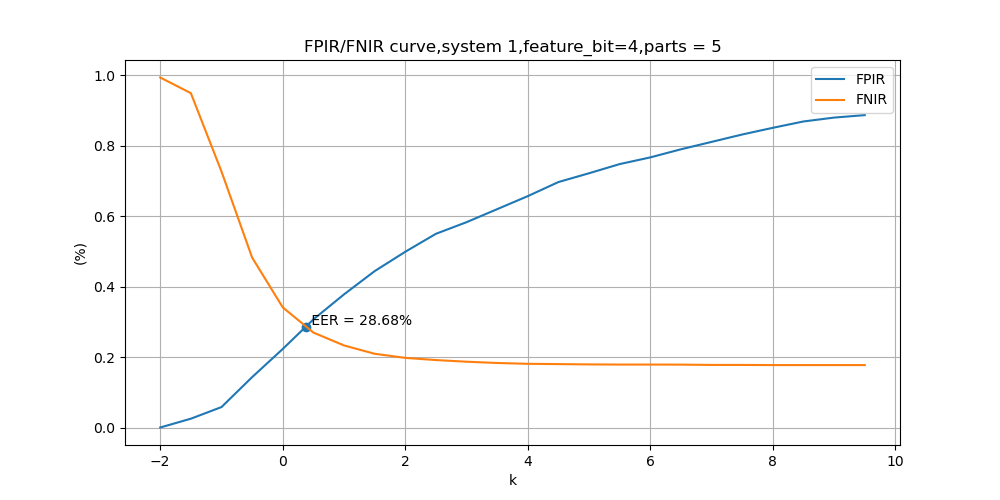 FPIR/FNIR curve,system 1,feature_bit=4,parts = 5
FPIR
FNIR
1.0
0.8
0.6
0.4
0.2
0.0
(%)
EER = 28.68%
−2
0
2
4
6
8
10
k